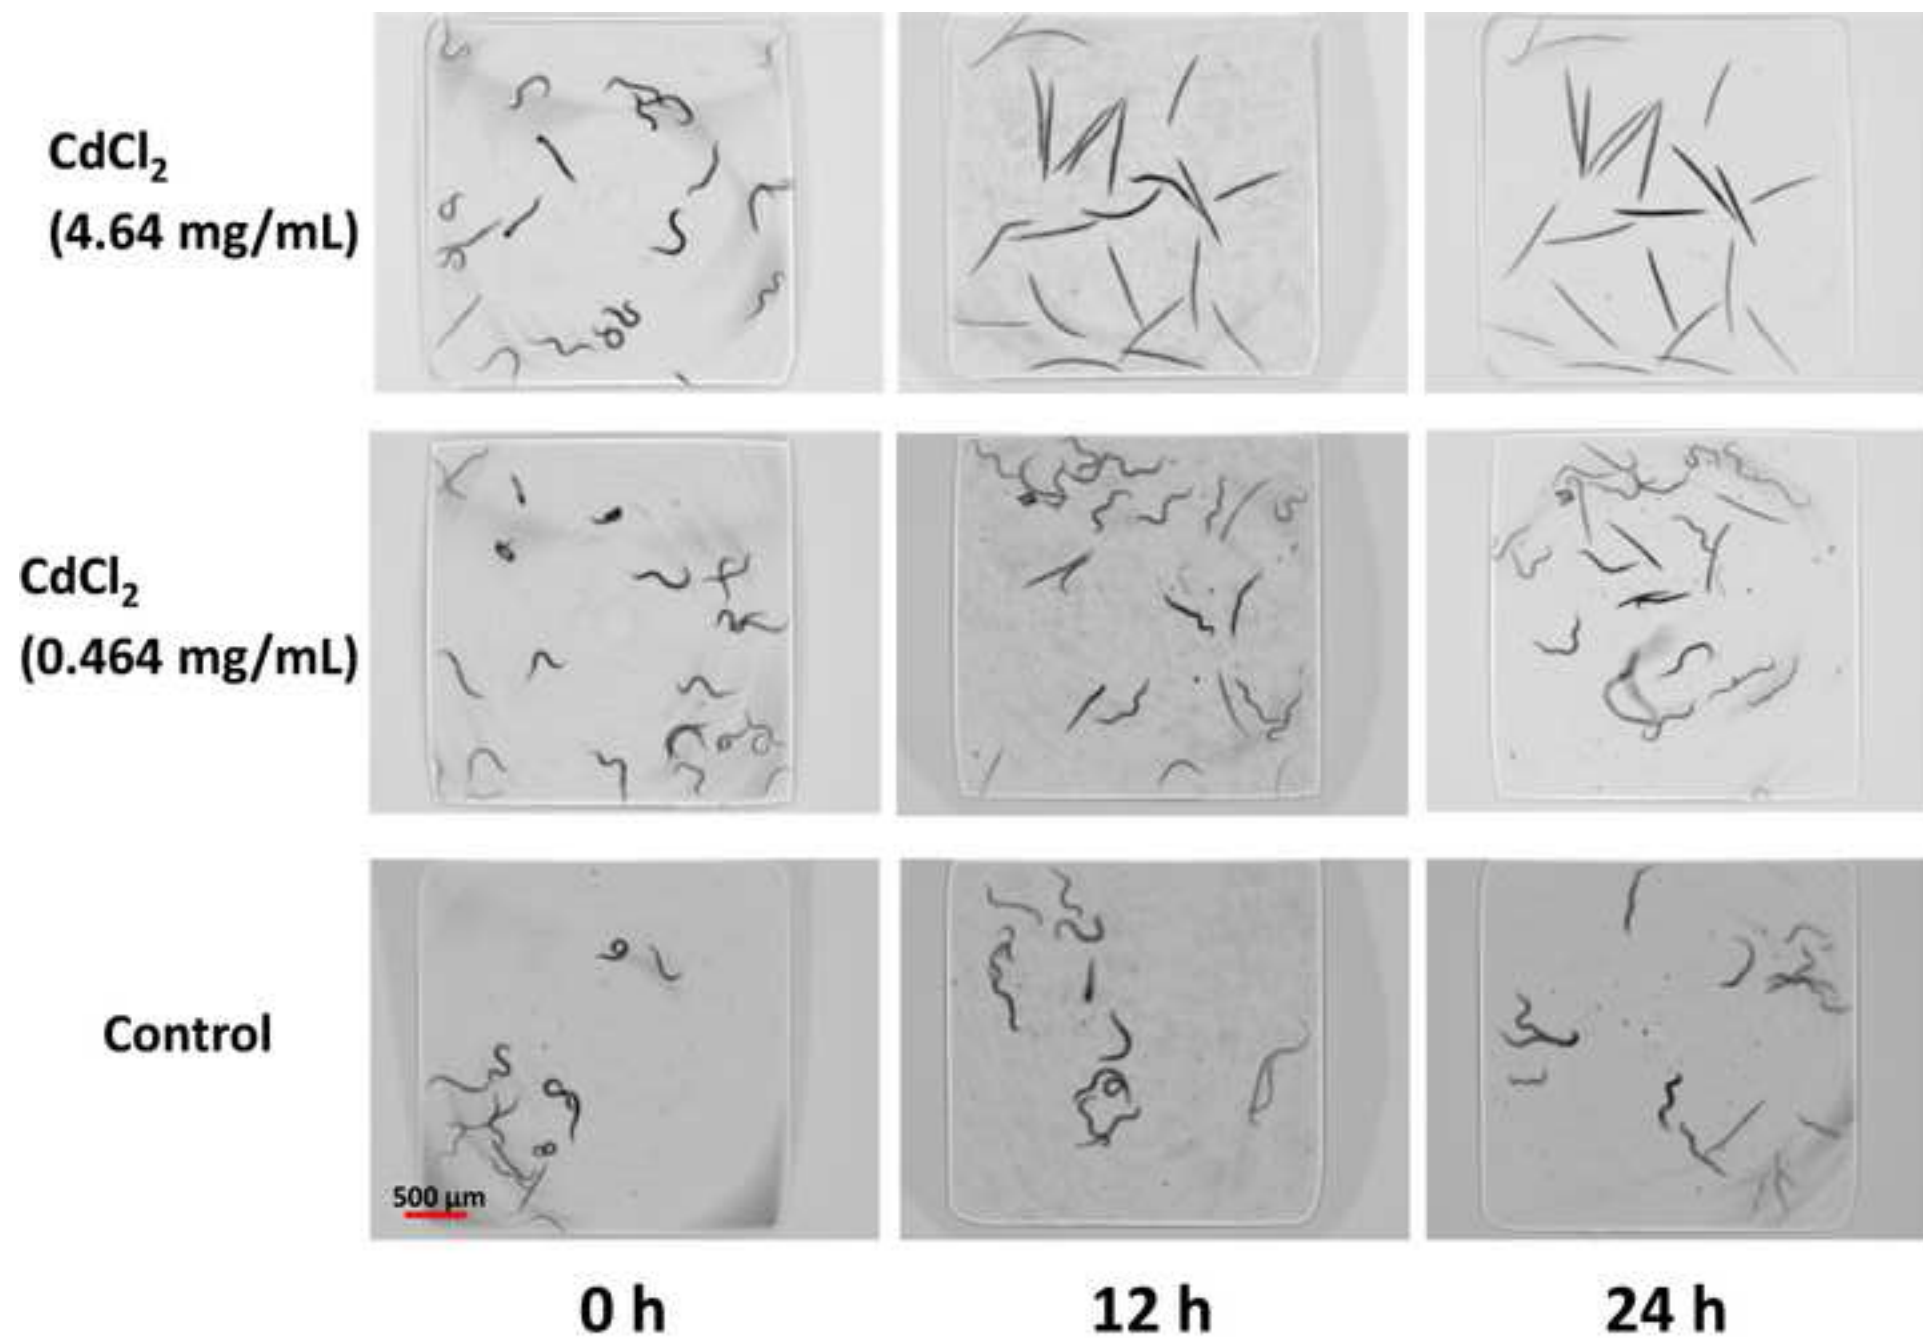 CdCl₂
(4.64 mg/mL)
CdCl₂
(0.464 mg/mL)
Control
500 μm
0 h 12 h 24 h